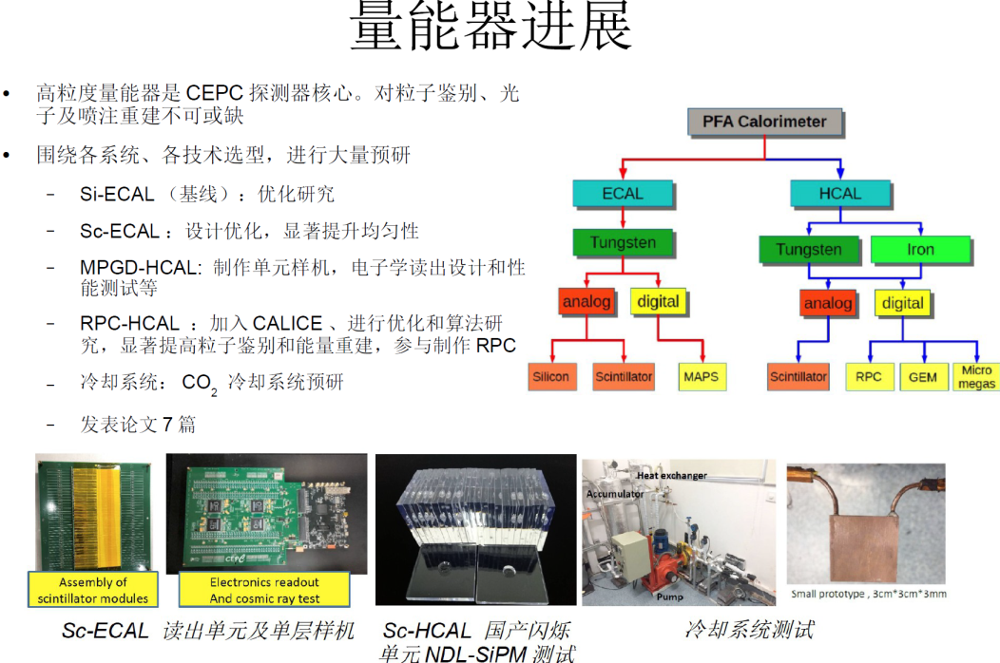 量能器进展
• 高粒度量能器是 CEPC 探测器核心。对粒子鉴别、光
子及喷注重建不可或缺
• 围绕各系统、各技术选型，进行大量预研
– Si-ECAL （基线）：优化研究
– Sc-ECAL ：设计优化，显著提升均匀性
– MPGD-HCAL: 制作单元样机，电子学读出设计和性
能测试等
– RPC-HCAL ：加入 CALICE 、进行优化和算法研
究，显著提高粒子鉴别和能量重建，参与制作 RPC
– 冷却系统： CO2 冷却系统预研
– 发表论文 7 篇
PFA Calorimeter
ECAL
HCAL
Tungsten
Tungsten
Iron
analog
digital
analog
digital
Silicon
Scintillator
MAPS
Scintillator
RPC
GEM
Micro
megas
Assembly of
scintillator modules
CEPC
Electronics readout
And cosmic ray test
Heat exchanger
Accumulator
Pump
Small prototype , 3cm*3cm*3mm
Sc-ECAL 读出单元及单层样机
Sc-HCAL 国产闪烁
单元 NDL-SiPM 测试
冷却系统测试